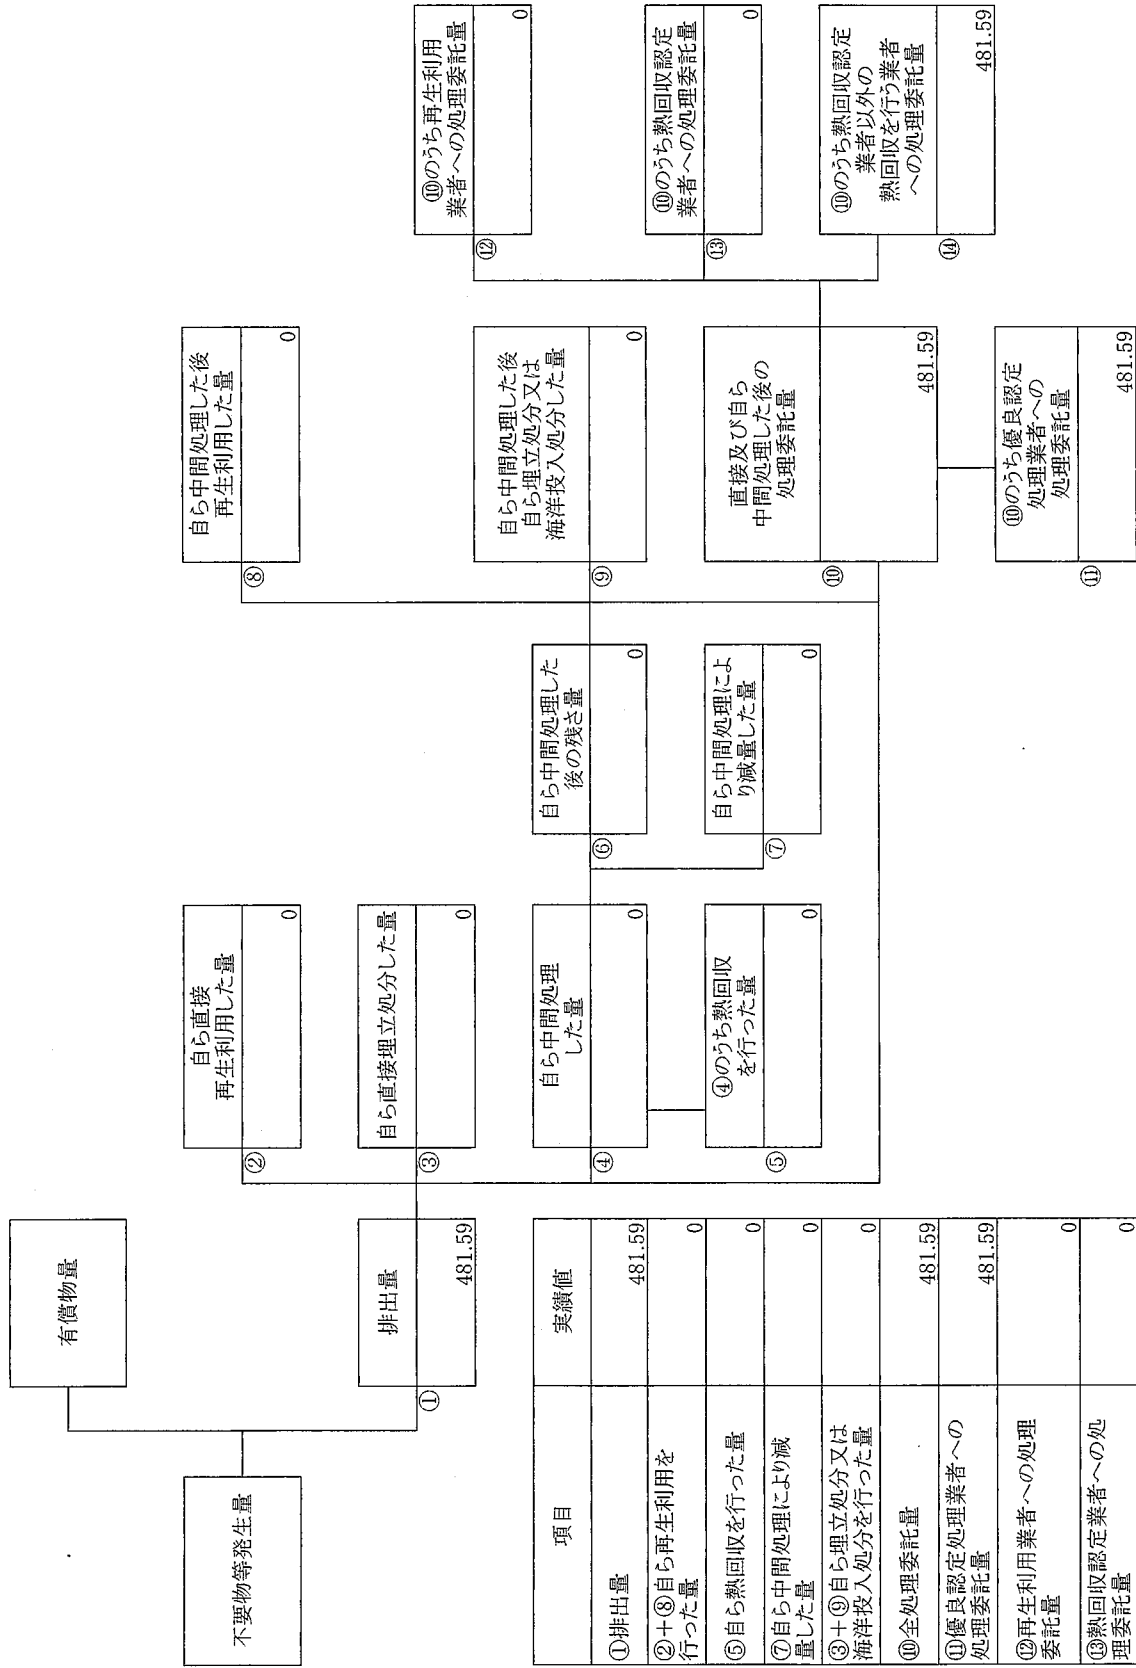 不要物等発生量
有償物量
排出量
①
481.59
自ら直接
再生利用した量
②
0
自ら直接埋立処分した量
③
0
自ら中間処理
した量
④
0
④のうち熱回収
を行った量
⑤
0
自ら中間処理した
後の残さ量
⑥
0
自ら中間処理によ
り減量した量
⑦
0
自ら中間処理した後
再生利用した量
⑧
0
自ら中間処理した後
自ら埋立処分又は
海洋投入処分した量
⑨
0
直接及び自ら
中間処理した後の
処理委託量
⑩
481.59
⑩のうち優良認定
処理業者への
処理委託量
⑪
481.59
⑩のうち再生利用
業者への処理委託量
⑫
0
⑩のうち熱回収認定
業者への処理委託量
⑬
0
⑩のうち熱回収認定
業者以外の
熱回収を行う業者
への処理委託量
⑭
481.59
項目 実績値
①排出量 481.59
②+⑧自ら再生利用を
行った量 0
⑤自ら熱回収を行った量 0
⑦自ら中間処理により減
量した量 0
③+⑨自ら埋立処分又は
海洋投入処分を行った量 0
⑩全処理委託量 481.59
⑪優良認定処理業者への
処理委託量 481.59
⑫再生利用業者への処理
委託量 0
⑬熱回収認定業者への処
理委託量 0